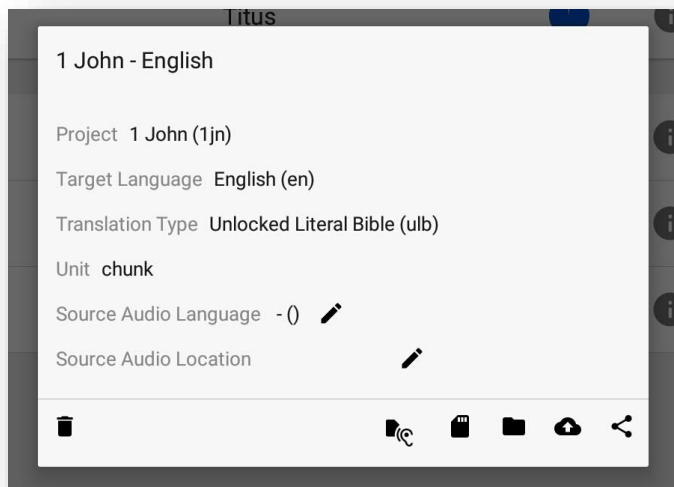 Titus
1 John - English
Project 1 John (1jn)
Target Language English (en)
Translation Type Unlocked Literal Bible (ulb)
Unit chunk
Source Audio Language - ()
Source Audio Location